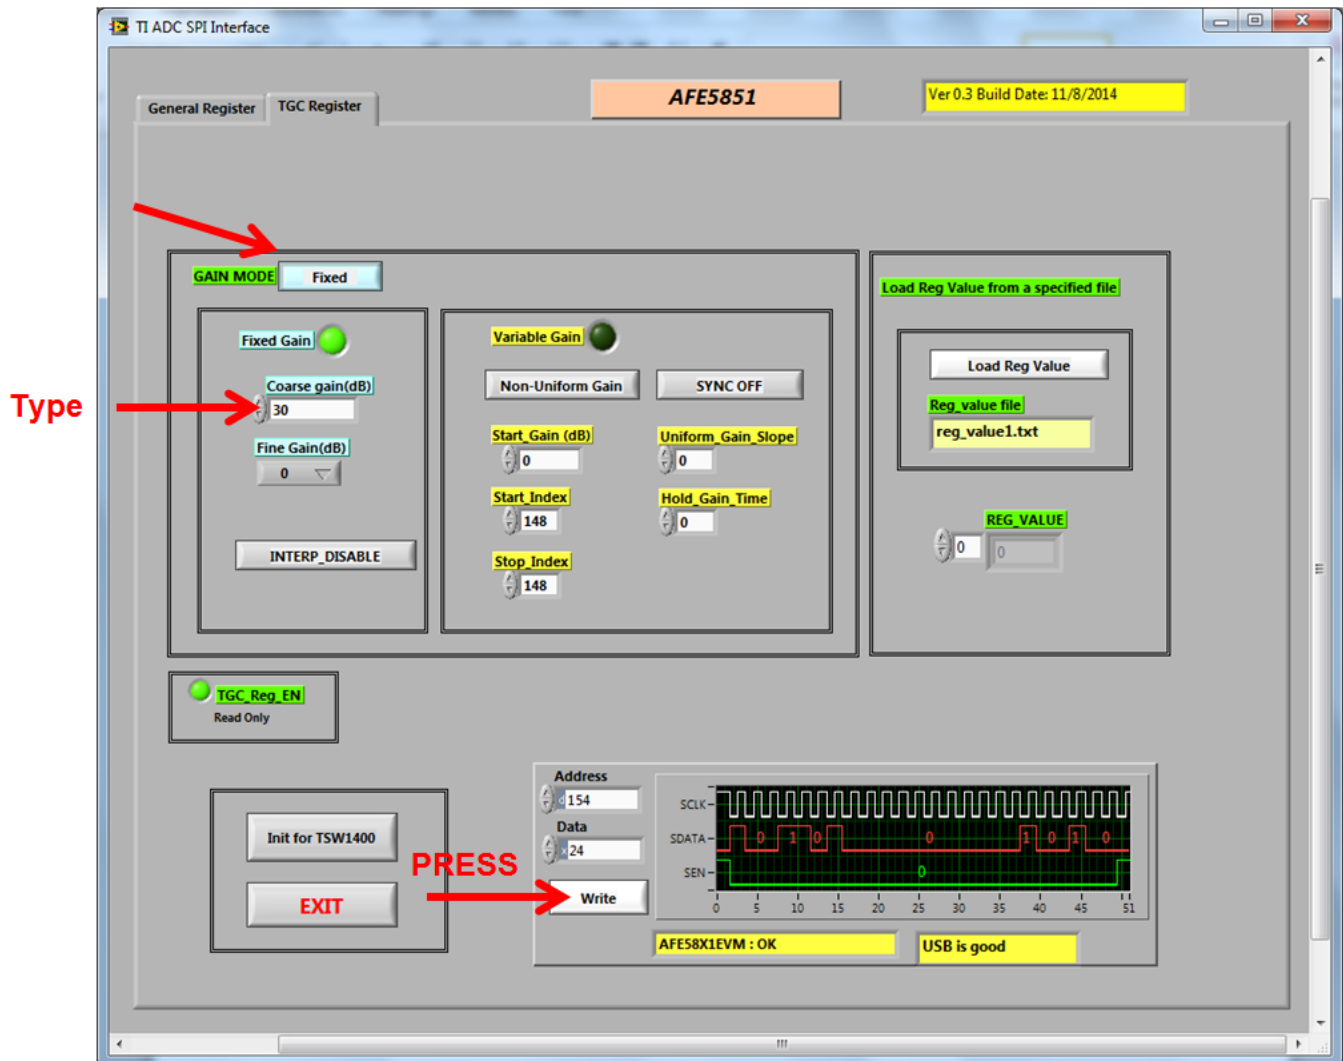 TI ADC SPI Interface
General Register
TGC Register
AFE5851
Ver 0.3 Build Date: 11/8/2014
GAIN MODE
Fixed
Fixed Gain
Coarse gain(dB)
30
Fine Gain(dB)
0
INTERP_DISABLE
Variable Gain
Non-Uniform Gain
SYNC OFF
Start_Gain (dB)
0
Uniform_Gain_Slope
0
Start_Index
148
Hold_Gain_Time
0
Stop_Index
148
Load Reg Value from a specified file
Load Reg Value
Reg_value file
reg_value1.txt
REG_VALUE
0
0
Type
TGC_Reg_EN
Read Only
Init for TSW1400
EXIT
PRESS
Address
d 154
Data
x 24
Write
SCLK
SDATA
0 1 0 0 1 0 1 0
SEN
0
0 5 10 15 20 25 30 35 40 45 51
AFE58X1EVM : OK
USB is good